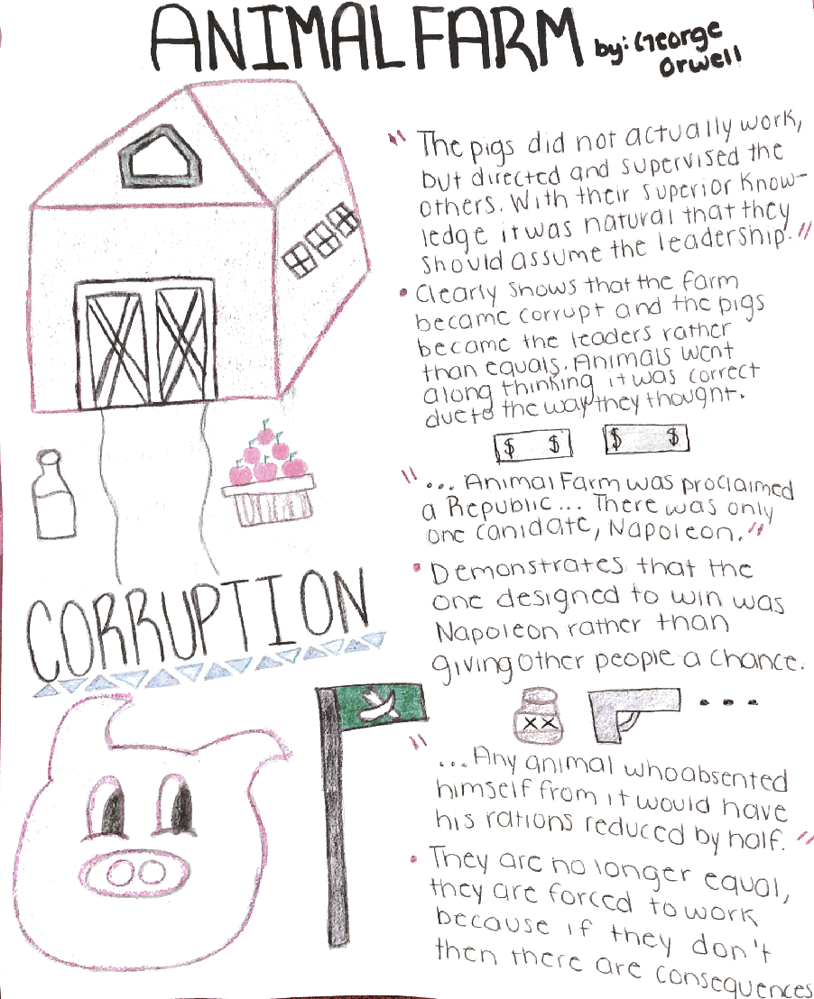 ANIMAL FARM by: George
Orwell
"The pigs did not actually work,
but directed and supervised the
others. With their superior know-
ledge it was natural that they
should assume the leadership."
• Clearly shows that the farm
became corrupt and the pigs
became the leaders rather
than equals. Animals went
along thinking it was correct
due to the way they thought.
$ $ $ $
"... Animal Farm was proclaimed
a Republic... There was only
one canidate, Napoleon."
• Demonstrates that the
one designed to win was
Napoleon rather than
giving other people a chance.
CORRUPTION
XX
• • •
"...Any animal who absented
himself from it would have
his rations reduced by half."
• They are no longer equal,
they are forced to work
because if they don't
then there are consequences